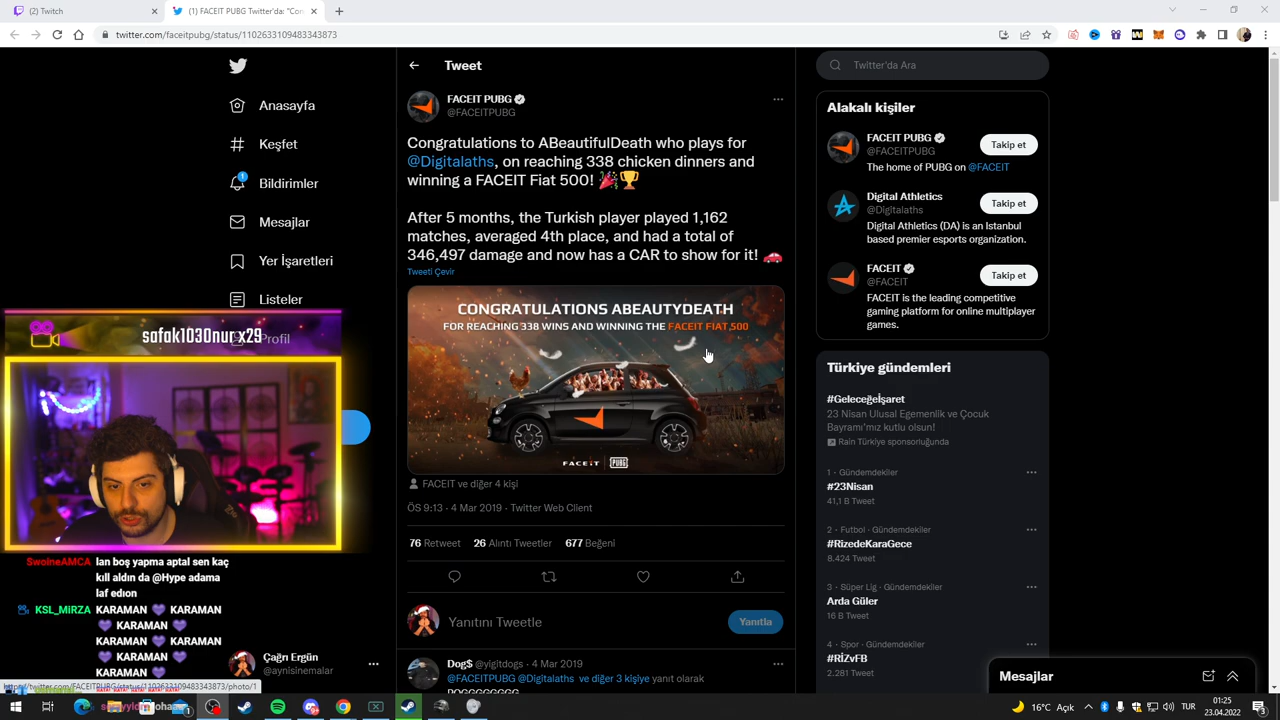 (2) Twitch
(1) FACEIT PUBG Twitter'da: "Con
twitter.com/faceitpubg/status/1102633109483343873
Anasayfa
Keşfet
1
Bildirimler
Mesajlar
Yer İşaretleri
Listeler
Profil
safak1030nur x29
SwolneAMCA lan boş yapma aptal sen kaç
kıll aldın da @Hype adama
laf edıon
KSL_MIRZA KARAMAN 💜 KARAMAN
💜 KARAMAN 💜
KARAMAN 💜 KARAMAN
💜 KARAMAN 💜
KARAMAN 💜
Çağrı Ergün
@aynisinemalar
Tweet
FACEIT PUBG
@FACEITPUBG
Congratulations to ABeautifulDeath who plays for
@Digitalaths, on reaching 338 chicken dinners and
winning a FACEIT Fiat 500! 🎉🏆
After 5 months, the Turkish player played 1,162
matches, averaged 4th place, and had a total of
346,497 damage and now has a CAR to show for it! 🚗
Tweeti Çevir
CONGRATULATIONS ABEAUTYDEATH
FOR REACHING 338 WINS AND WINNING THE FACEIT FIAT 500
FACEIT | PUBG
FACEIT ve diğer 4 kişi
ÖS 9:13 · 4 Mar 2019 · Twitter Web Client
76 Retweet 26 Alıntı Tweetler 677 Beğeni
Yanıtını Tweetle
Yanıtla
Dog$ @yigitdogs · 4 Mar 2019
@FACEITPUBG @Digitalaths ve diğer 3 kişiye yanıt olarak
POGGGGGGGG
Twitter'da Ara
Alakalı kişiler
FACEIT PUBG
@FACEITPUBG
Takip et
The home of PUBG on @FACEIT
Digital Athletics
@Digitalaths
Takip et
Digital Athletics (DA) is an Istanbul
based premier esports organization.
FACEIT
@FACEIT
Takip et
FACEIT is the leading competitive
gaming platform for online multiplayer
games.
Türkiye gündemleri
#Geleceğeİşaret
23 Nisan Ulusal Egemenlik ve Çocuk
Bayramı'mız kutlu olsun!
Rain Türkiye sponsorluğunda
1 · Gündemdekiler
#23Nisan
41,1 B Tweet
2 · Futbol · Gündemdekiler
#RizedeKaraGece
8.424 Tweet
3 · Süper Lig · Gündemdekiler
Arda Güler
16 B Tweet
4 · Spor · Gündemdekiler
#RİZvFB
2.281 Tweet
Mesajlar
16°C Açık
TUR
01:25
23.04.2022